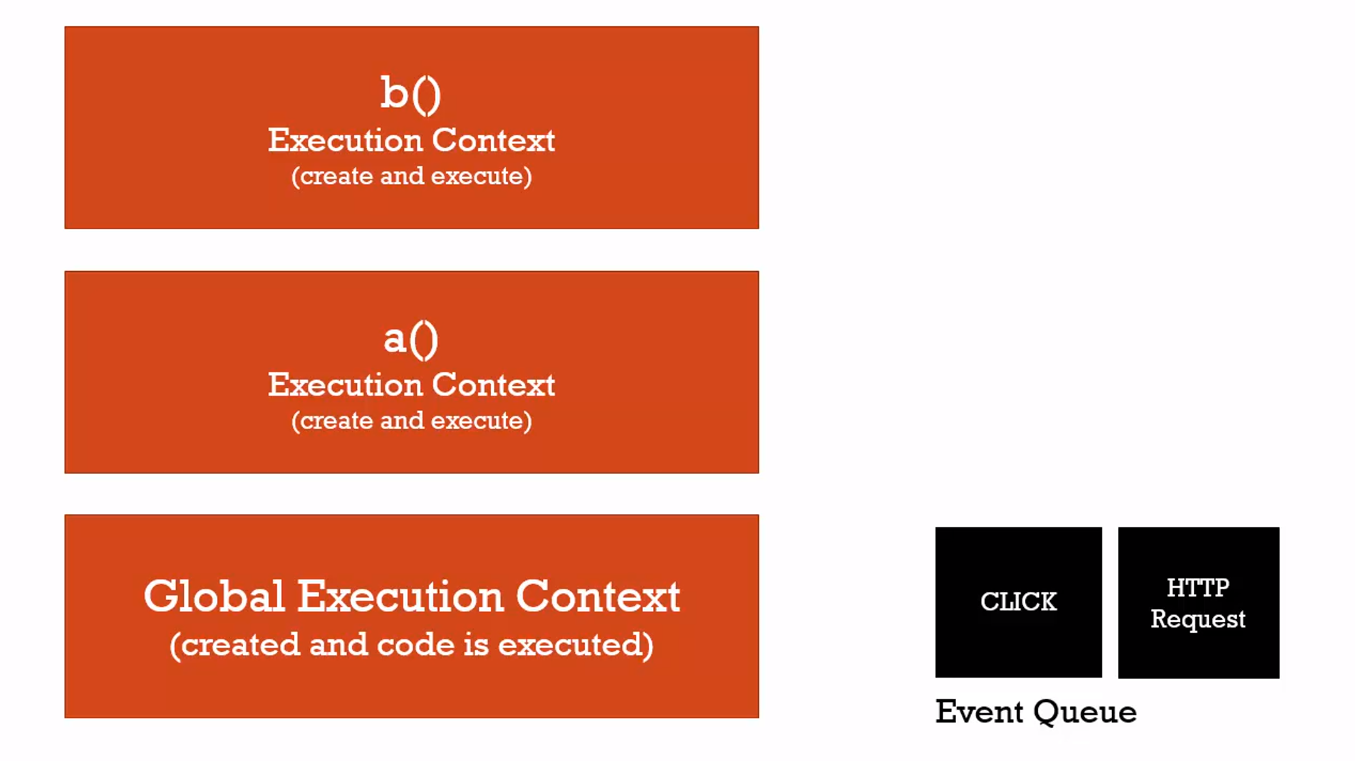 b()
Execution Context
(create and execute)
a()
Execution Context
(create and execute)
Global Execution Context
(created and code is executed)
CLICK
HTTP
Request
Event Queue